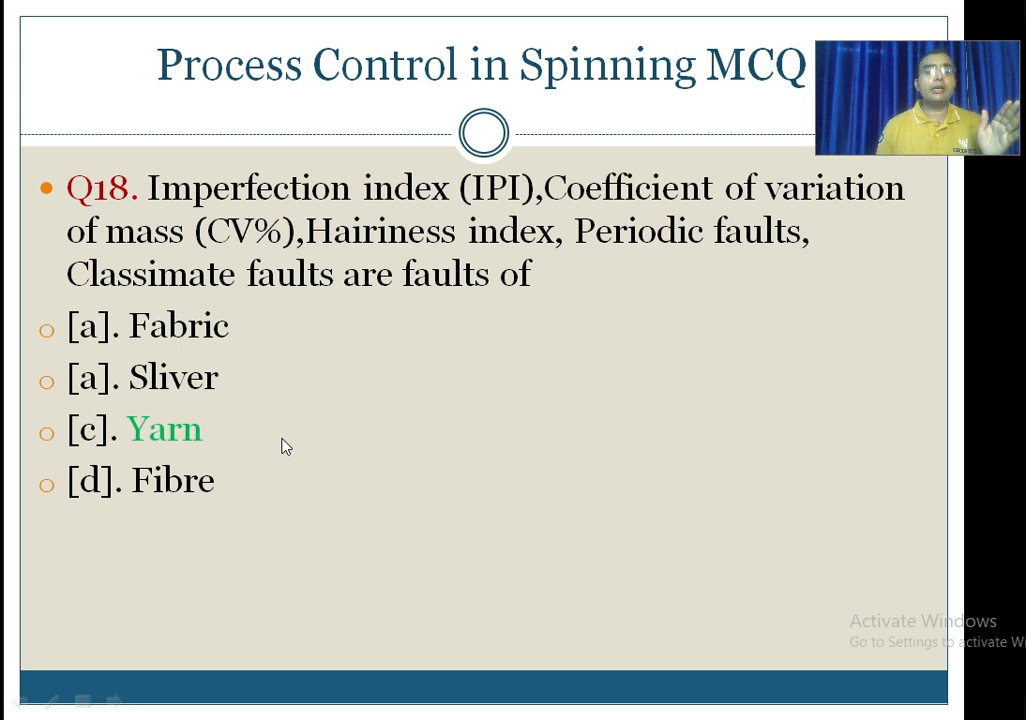 Process Control in Spinning MCQ
Q18. Imperfection index (IPI),Coefficient of variation
of mass (CV%),Hairiness index, Periodic faults,
Classimate faults are faults of
[a]. Fabric
[a]. Sliver
[c]. Yarn
[d]. Fibre
Activate Windows
Go to Settings to activate Wi